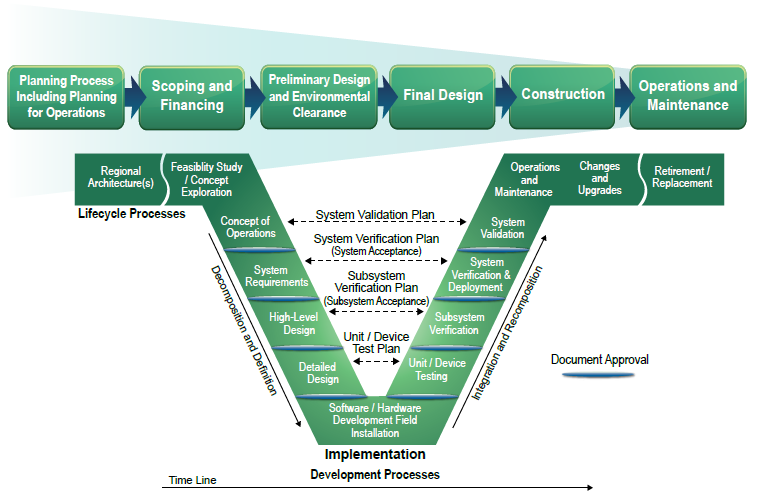 Planning Process
Including Planning
for Operations
Scoping and
Financing
Preliminary Design
and Environmental
Clearance
Final Design
Construction
Operations and
Maintenance
Regional
Architecture(s)
Feasiblity Study
/ Concept
Exploration
Operations
and
Maintenance
Changes
and
Upgrades
Retirement /
Replacement
Lifecycle Processes
Concept of
Operations
System Validation Plan
System
Validation
System Verification Plan
(System Acceptance)
System
Requirements
System
Verification &
Deployment
Subsystem
Verification Plan
(Subsystem Acceptance)
High-Level
Design
Subsystem
Verification
Unit / Device
Test Plan
Detailed
Design
Unit / Device
Testing
Decomposition and Definition
Integration and Recomposition
Document Approval
Software / Hardware
Development Field
Installation
Implementation
Development Processes
Time Line